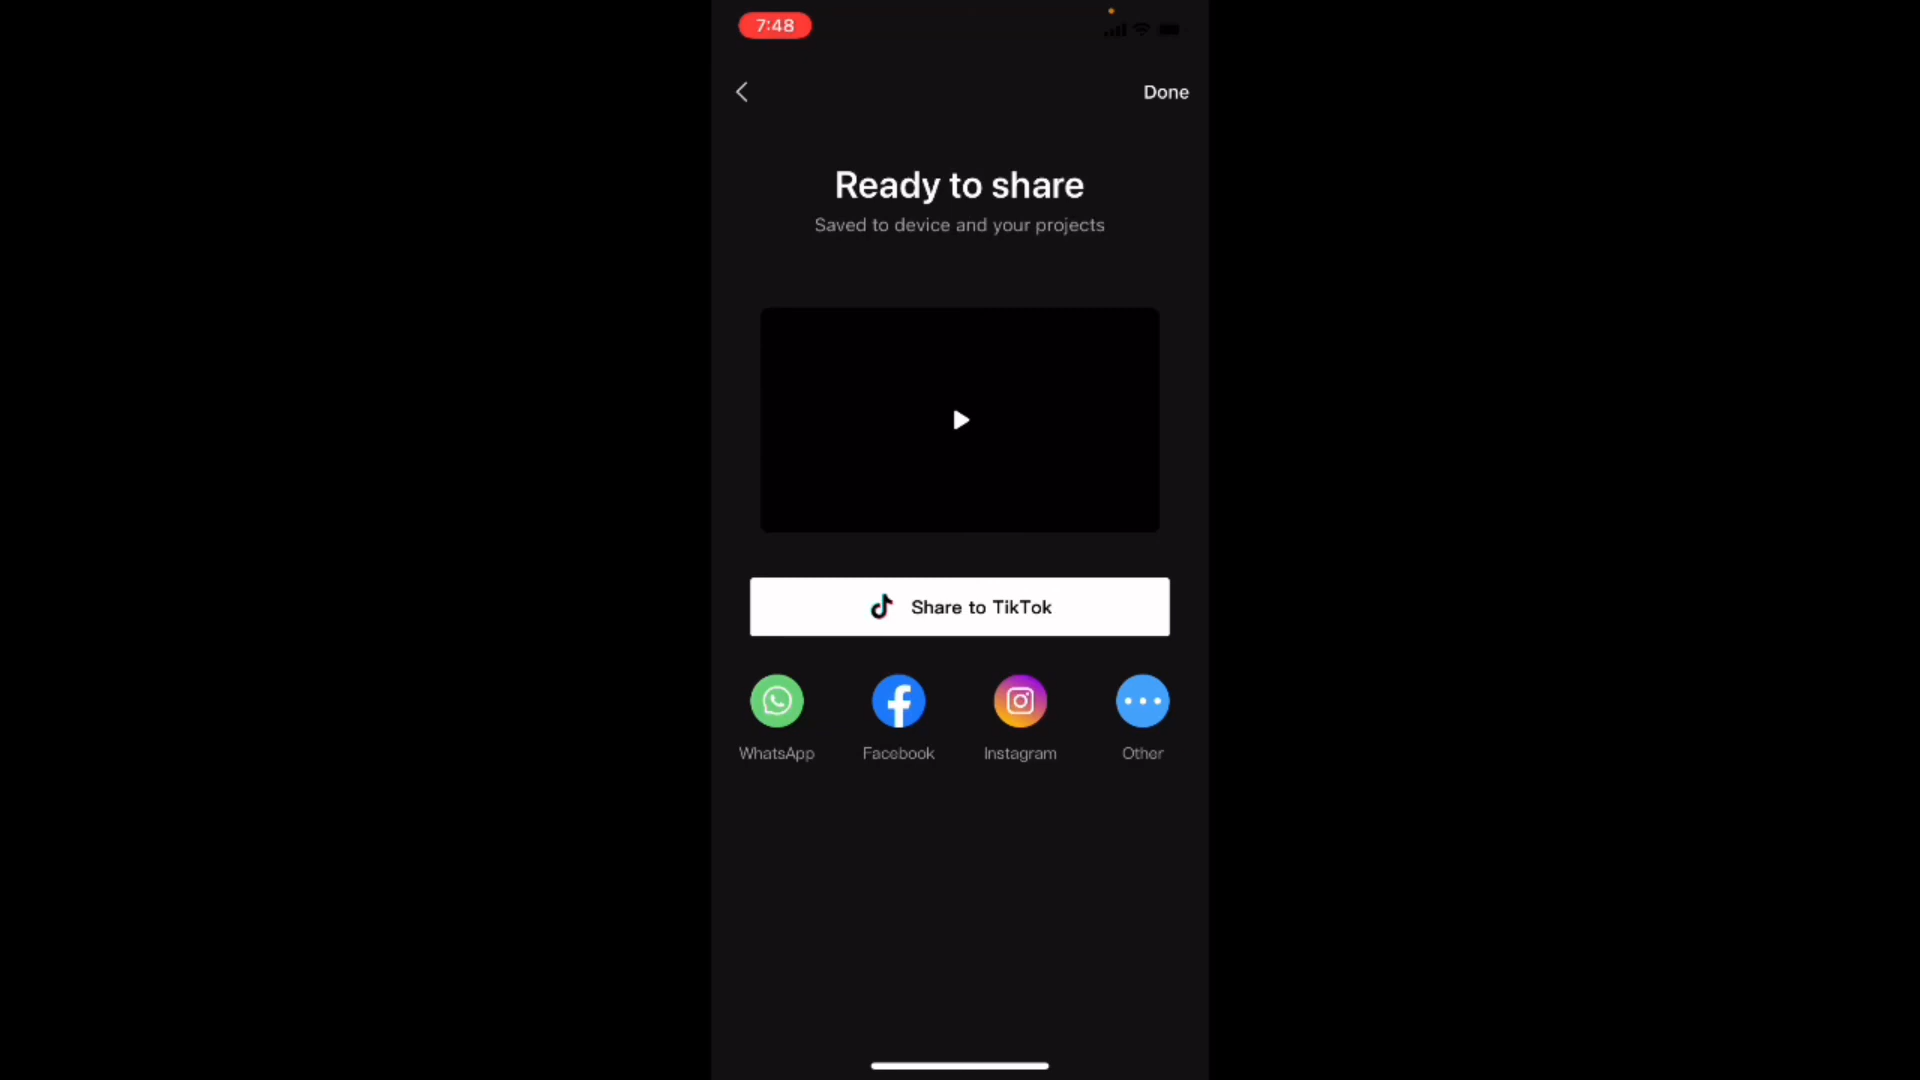 7:48
Done
Ready to share
Saved to device and your projects
Share to TikTok
WhatsApp
Facebook
Instagram
Other